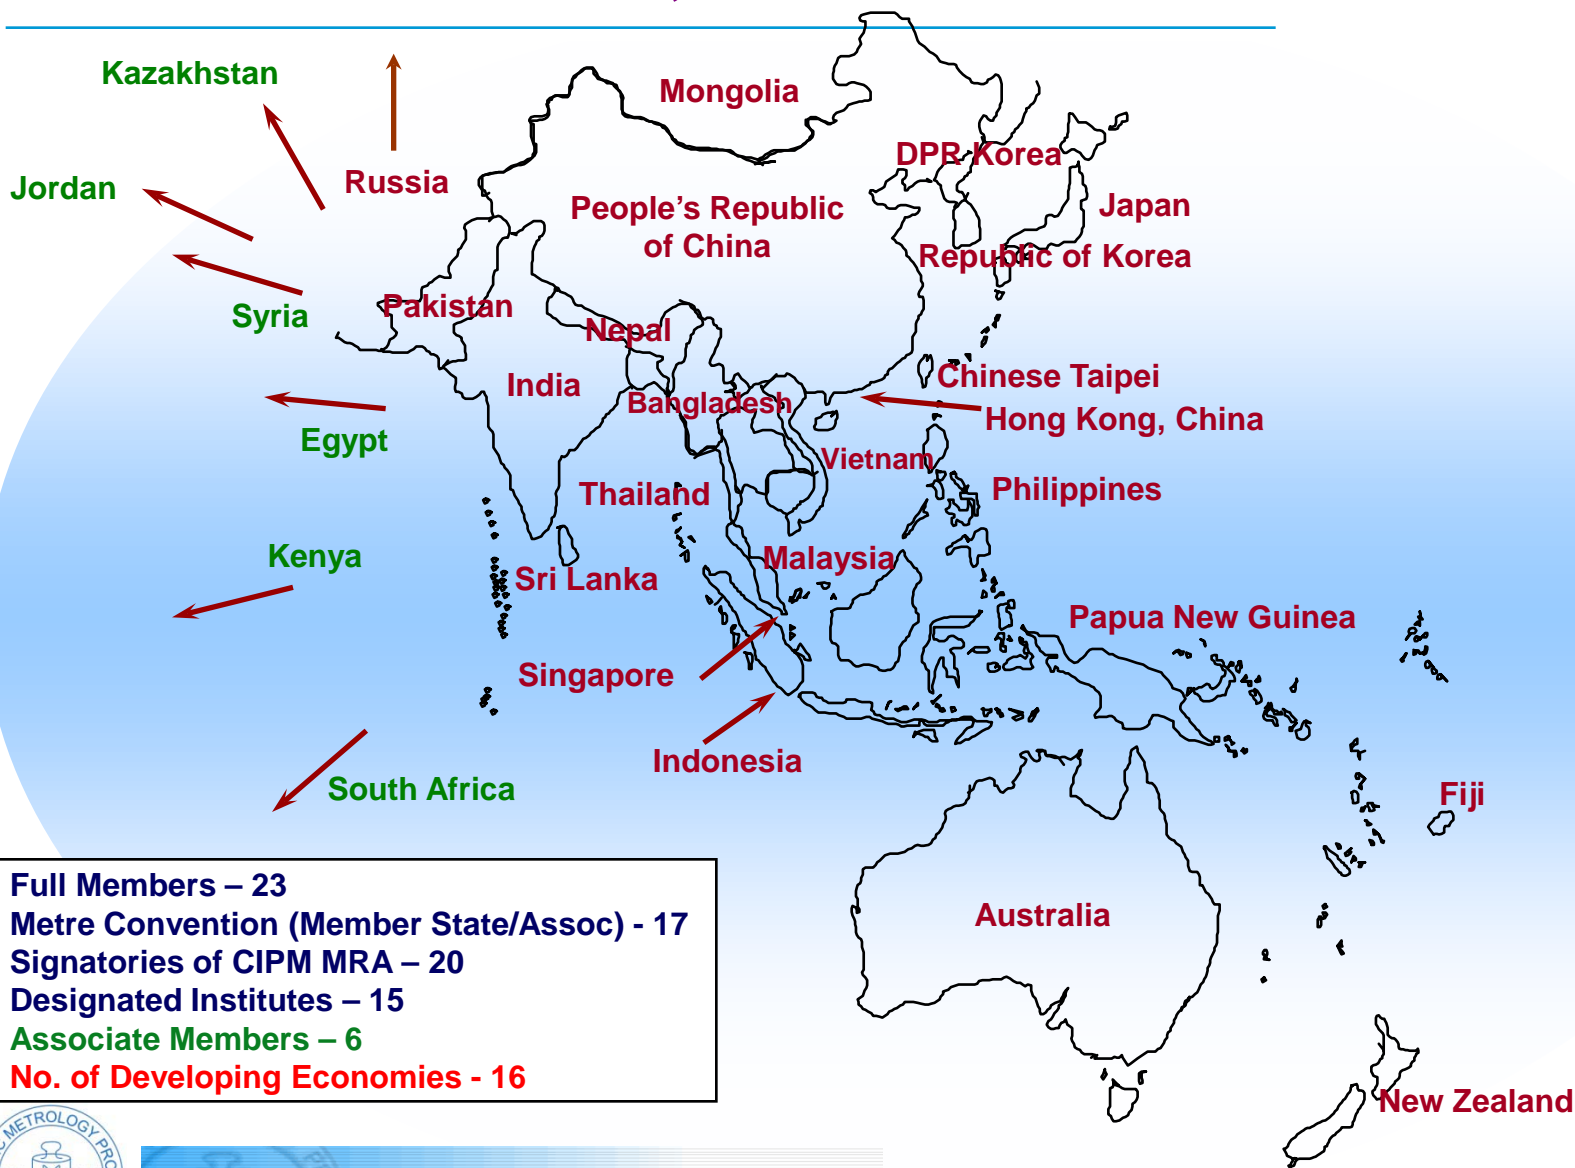 Kazakhstan
Mongolia
DPR Korea
Jordan
Russia
People’s Republic
of China
Japan
Republic of Korea
Pakistan
Syria
Nepal
India
Chinese Taipei
Bangladesh
Hong Kong, China
Egypt
Vietnam
Thailand
Philippines
Kenya
Malaysia
Sri Lanka
Papua New Guinea
Singapore
Indonesia
South Africa
Fiji
Australia
Full Members – 23
Metre Convention (Member State/Assoc) - 17
Signatories of CIPM MRA – 20
Designated Institutes – 15
Associate Members – 6
No. of Developing Economies - 16
New Zealand
METROLOGY